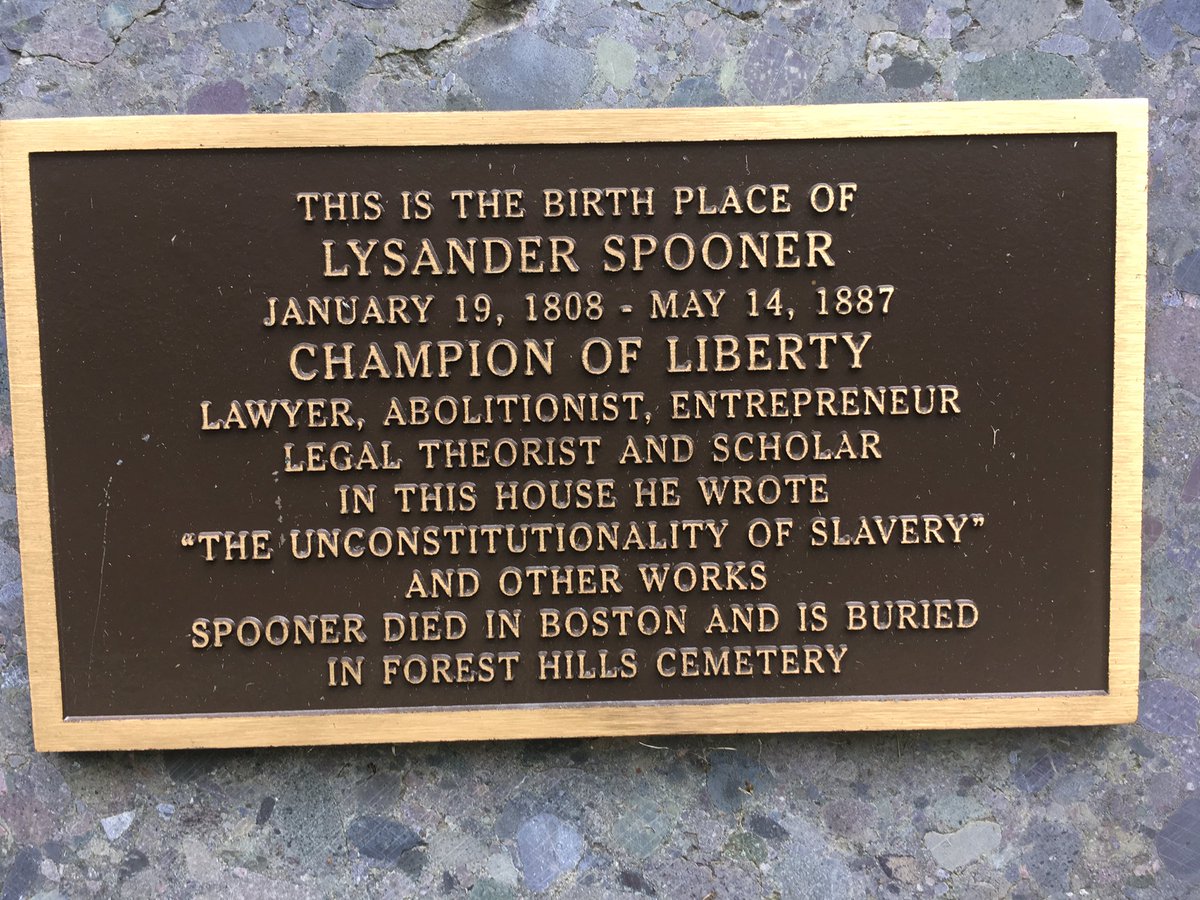 THIS IS THE BIRTH PLACE OF
LYSANDER SPOONER
JANUARY 19, 1808 - MAY 14, 1887
CHAMPION OF LIBERTY
LAWYER, ABOLITIONIST, ENTREPRENEUR
LEGAL THEORIST AND SCHOLAR
IN THIS HOUSE HE WROTE
“THE UNCONSTITUTIONALITY OF SLAVERY”
AND OTHER WORKS
SPOONER DIED IN BOSTON AND IS BURIED
IN FOREST HILLS CEMETERY